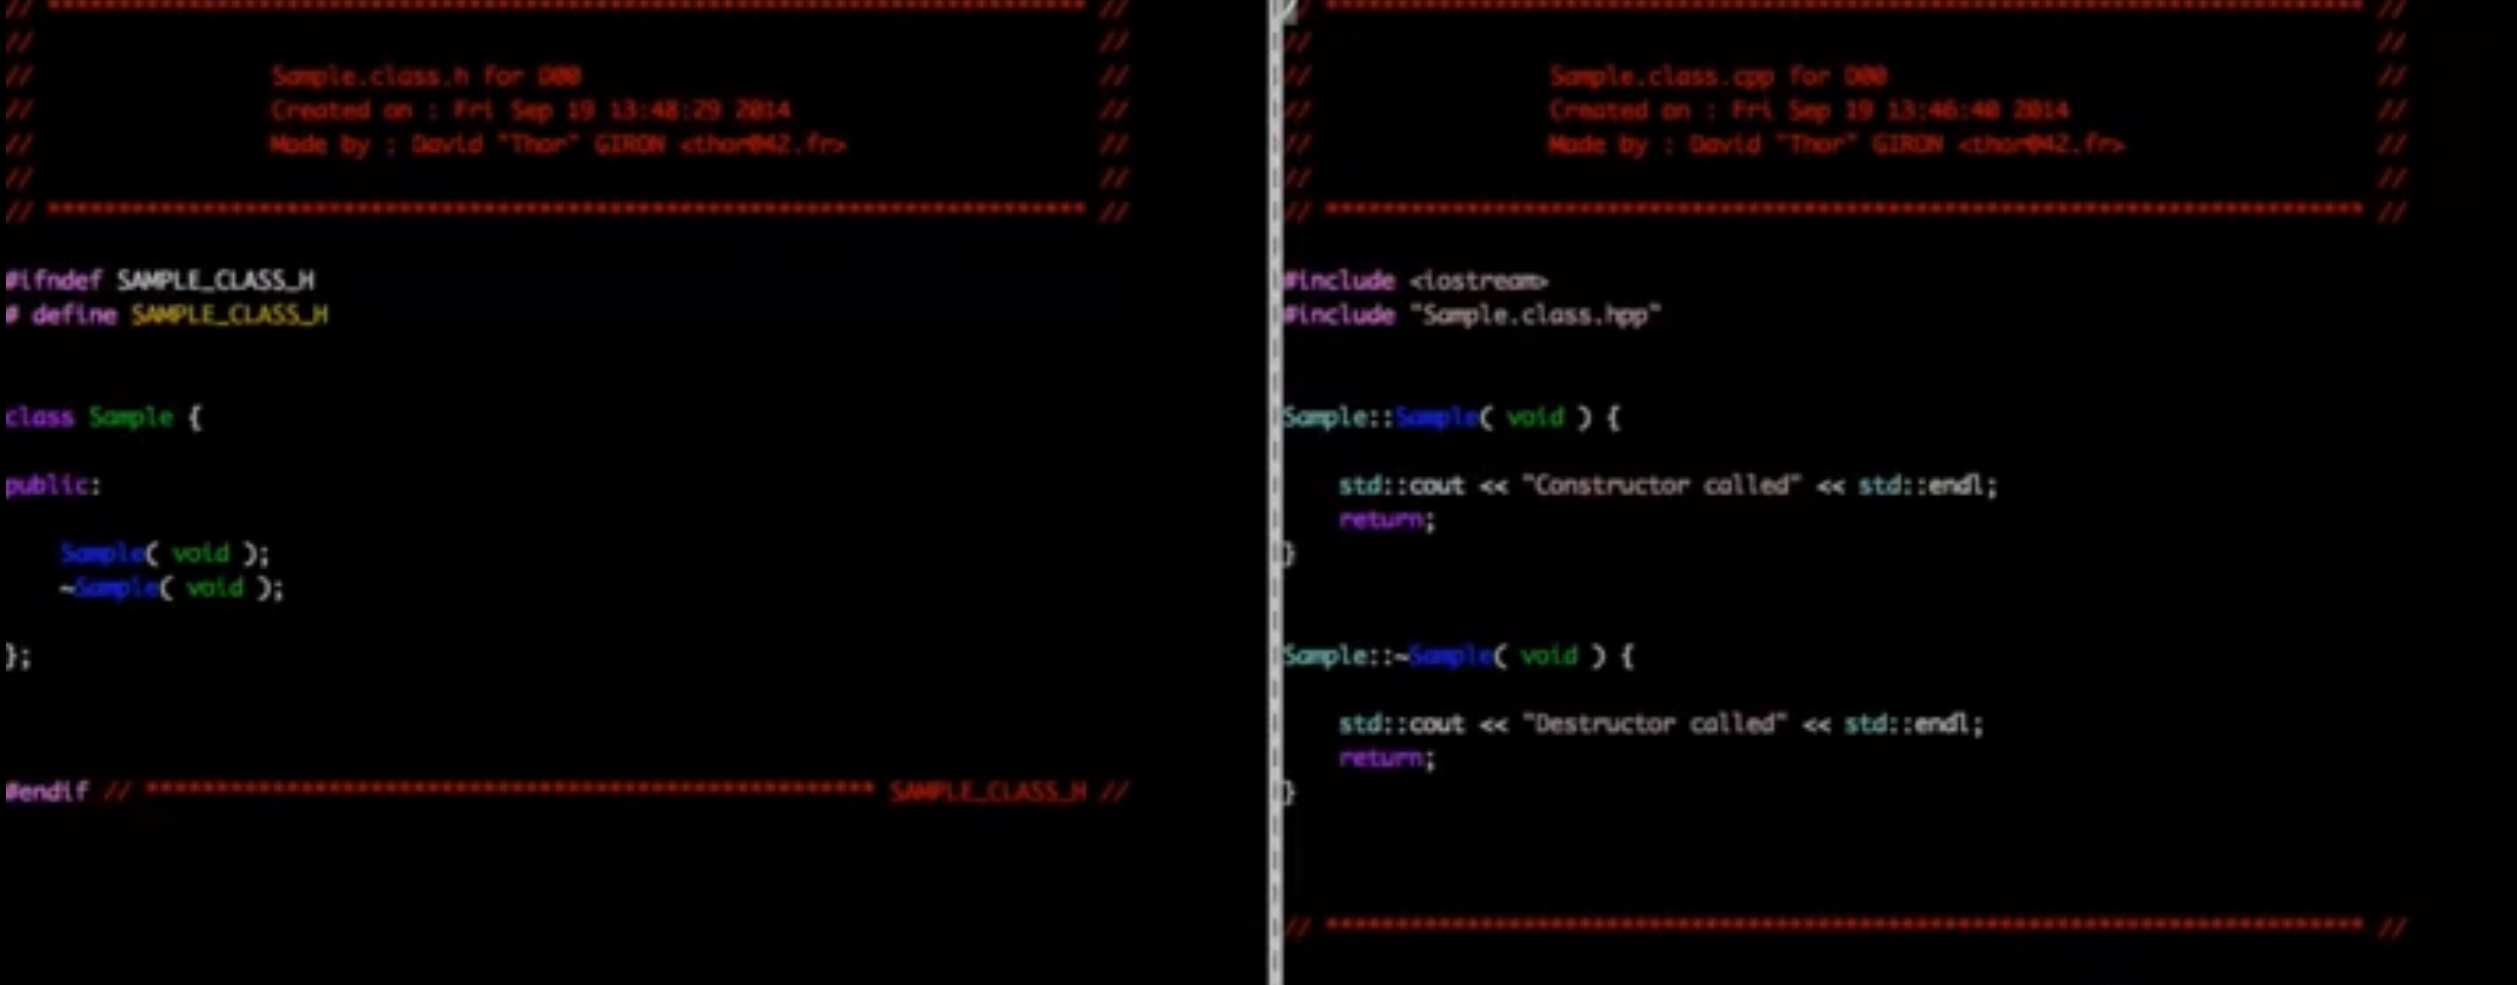 // ************************************************************************** //
//                                                                            //
//                Sample.class.h for D00                                      //
//                Created on : Fri Sep 19 13:48:29 2014                       //
//                Made by : David "Thor" GIRON <thor@42.fr>                   //
//                                                                            //
// ************************************************************************** //
#ifndef SAMPLE_CLASS_H
# define SAMPLE_CLASS_H
class Sample {
public:
    Sample( void );
    ~Sample( void );
};
#endif // **************************************************** SAMPLE_CLASS_H //
// ************************************************************************** //
//                                                                            //
//                Sample.class.cpp for D00                                    //
//                Created on : Fri Sep 19 13:46:40 2014                       //
//                Made by : David "Thor" GIRON <thor@42.fr>                   //
//                                                                            //
// ************************************************************************** //
#include <iostream>
#include "Sample.class.hpp"
Sample::Sample( void ) {
    std::cout << "Constructor called" << std::endl;
    return;
}
Sample::~Sample( void ) {
    std::cout << "Destructor called" << std::endl;
    return;
}
// ************************************************************************** //